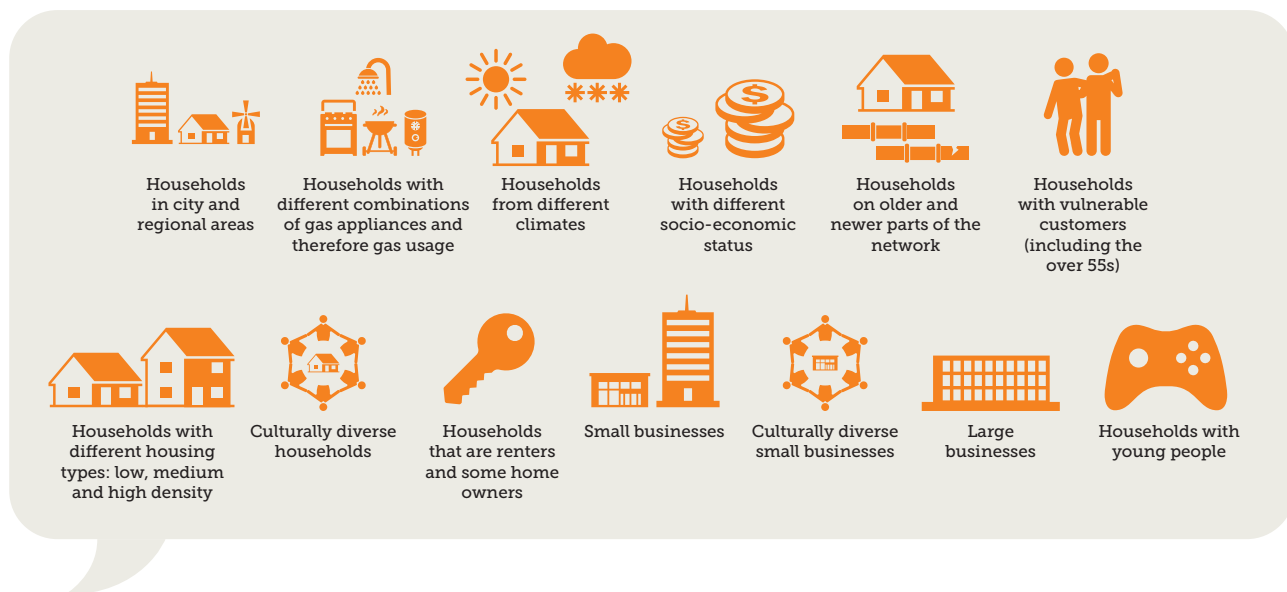 Households
in city and
regional areas
Households with
different combinations
of gas appliances and
therefore gas usage
Households
from different
climates
Households
with different
socio-economic
status
Households
on older and
newer parts of the
network
Households
with vulnerable
customers
(including the
over 55s)
Households with
different housing
types: low, medium
and high density
Culturally diverse
households
Households
that are renters
and some home
owners
Small businesses
Culturally diverse
small businesses
Large
businesses
Households with
young people